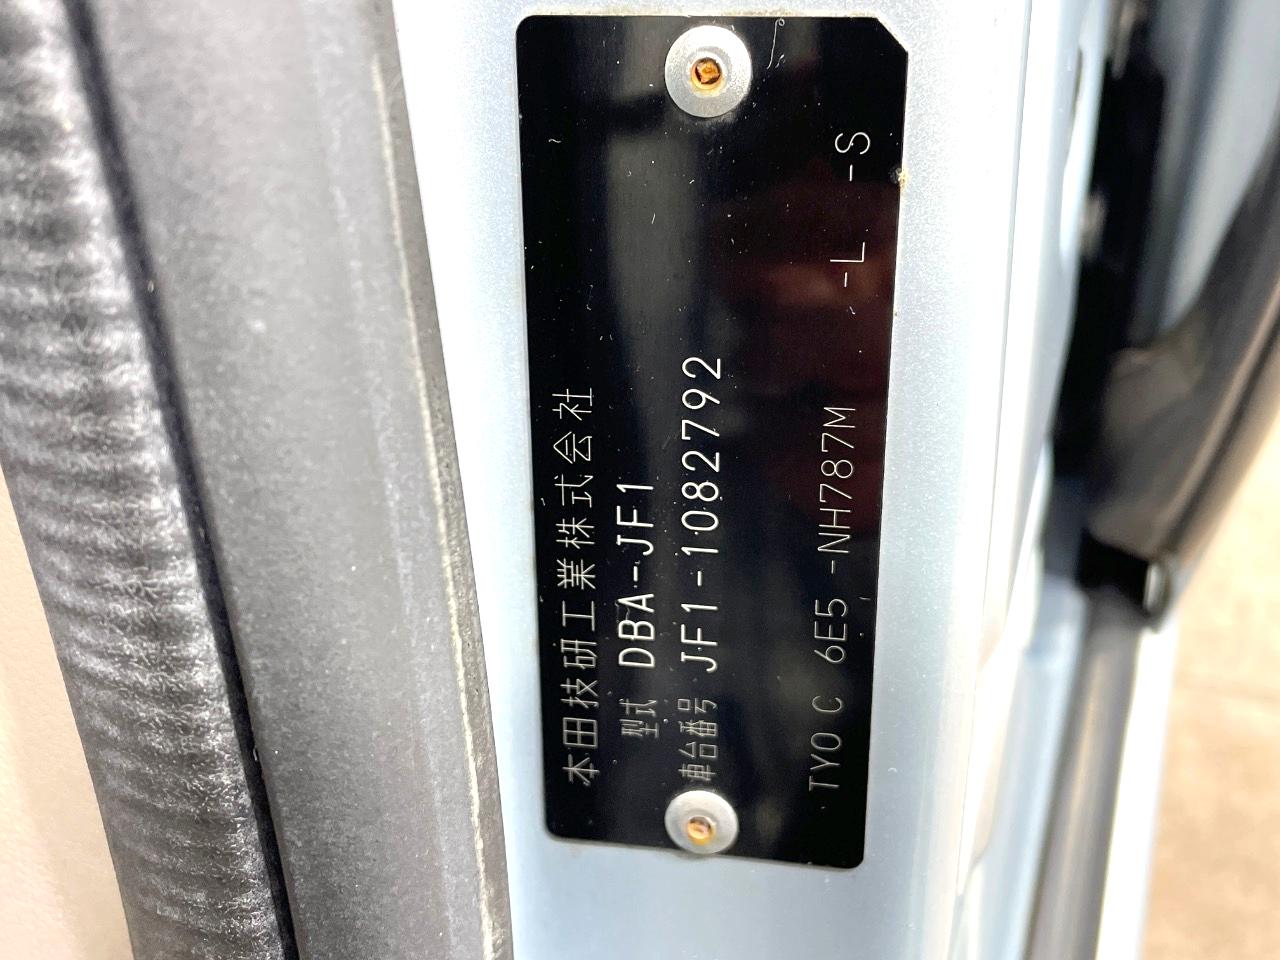 本田技研工業株式会社
型式 DBA-JF1
車台番号 JF1-1082792
TY0 C 6E5 -NH787M -L -S